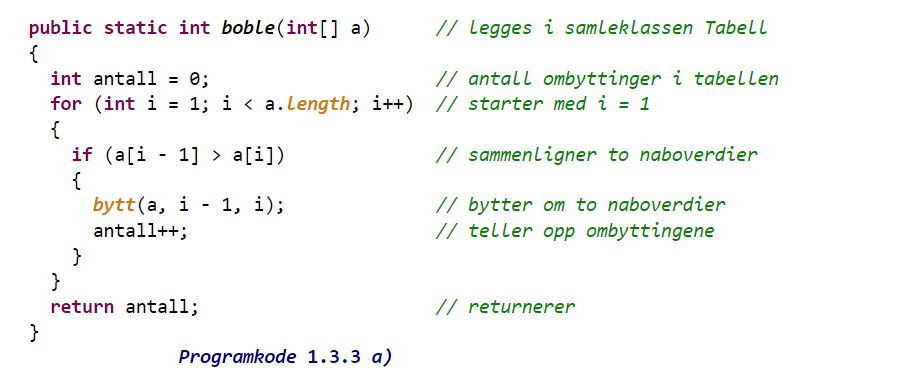 public static int boble(int[] a)      // legges i samleklassen Tabell
{
  int antall = 0;                     // antall ombyttinger i tabellen
  for (int i = 1; i < a.length; i++)  // starter med i = 1
  {
    if (a[i - 1] > a[i])              // sammenligner to naboverdier
    {
      bytt(a, i - 1, i);              // bytter om to naboverdier
      antall++;                       // teller opp ombyttingene
    }
  }
  return antall;                      // returnerer
}
Programkode 1.3.3 a)